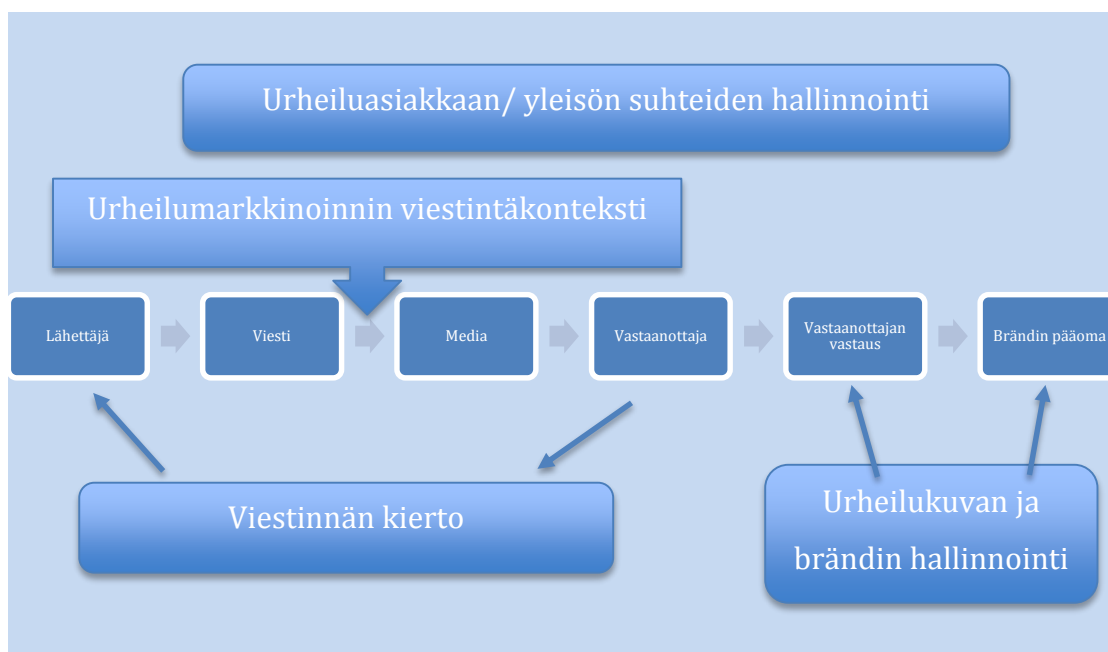 Urheiluasiakkaan/ yleisön suhteiden hallinnointi
Urheilumarkkinoinnin viestintäkonteksti
Lähettäjä
Viesti
Media
Vastaanottaja
Vastaanottajan
vastaus
Brändin pääoma
Viestinnän kierto
Urheilukuvan ja
brändin hallinnointi